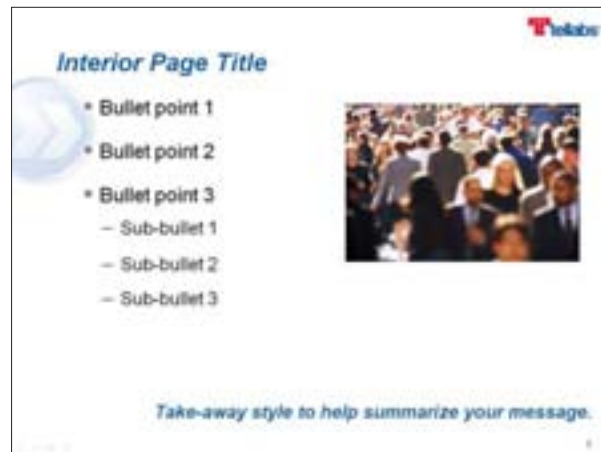 tellabs
Interior Page Title
Bullet point 1
Bullet point 2
Bullet point 3
– Sub-bullet 1
– Sub-bullet 2
– Sub-bullet 3
Take-away style to help summarize your message.